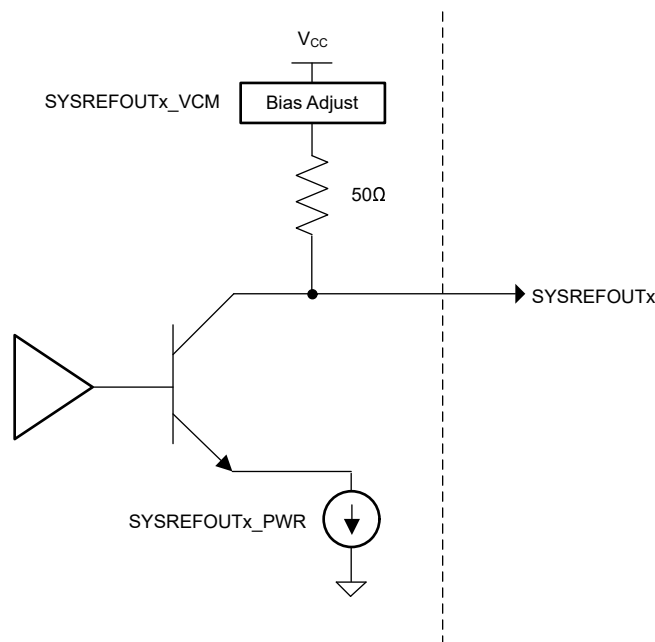 VCC
SYSREFOUTx_VCM
Bias Adjust
50Ω
SYSREFOUTx
SYSREFOUTx_PWR